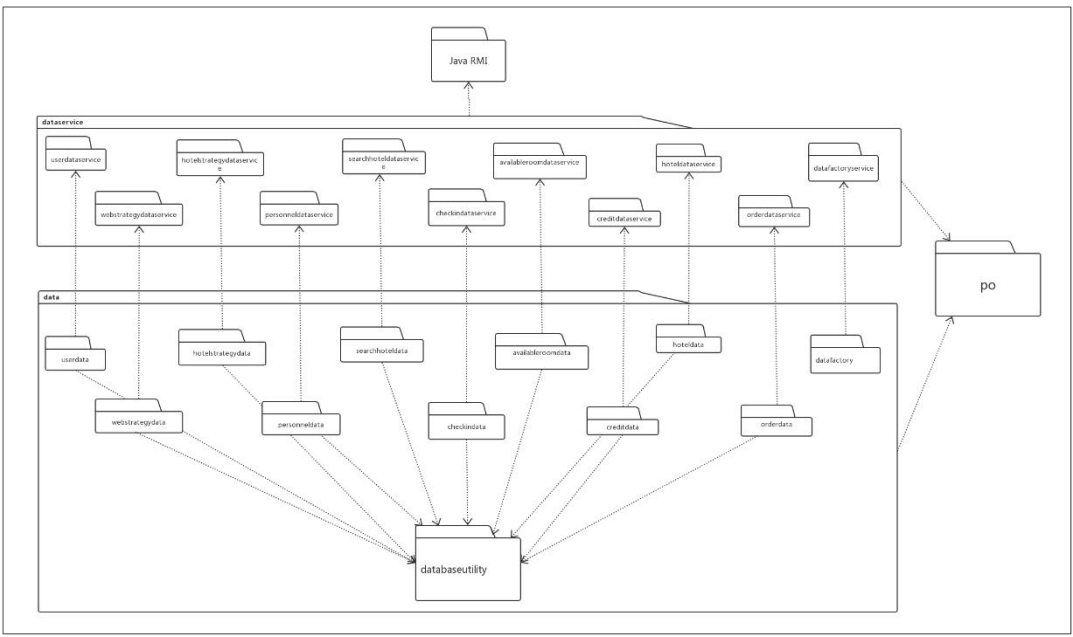 Java RMI
dataservice
userdataservice
hotelstrategydataservic
e
searchhoteldataservic
e
availableroomdataservice
hoteldataservice
datafactoryservice
webstrategydataservice
personneldataservice
checkindataservice
creditdataservice
orderdataservice
po
data
userdata
hotelstrategydata
searchhoteldata
availableroomdata
hoteldata
datafactory
webstrategydata
personneldata
checkindata
creditdata
orderdata
databaseutility